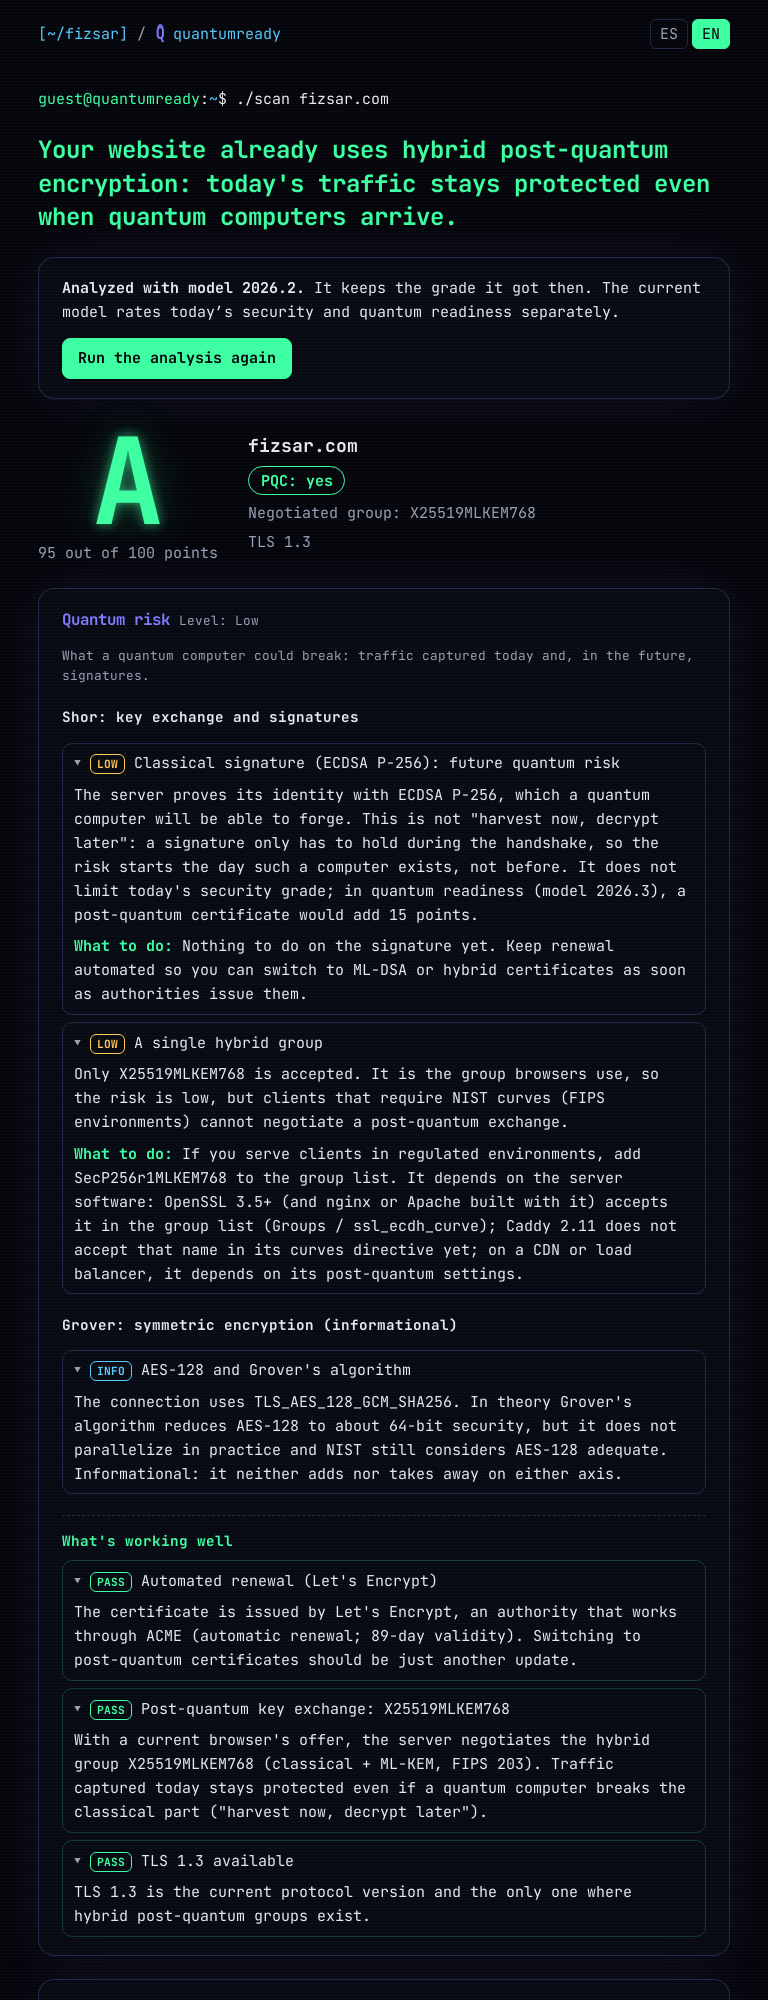 [~/fizsar] / Q̂ quantumready
ES EN
guest@quantumready:~$ ./scan fizsar.com
Your website already uses hybrid post-quantum
encryption: today's traffic stays protected even
when quantum computers arrive.
Analyzed with model 2026.2. It keeps the grade it got then. The current
model rates today’s security and quantum readiness separately.
Run the analysis again
A
95 out of 100 points
fizsar.com
PQC: yes
Negotiated group: X25519MLKEM768
TLS 1.3
Quantum risk Level: Low
What a quantum computer could break: traffic captured today and, in the future,
signatures.
Shor: key exchange and signatures
▾ LOW Classical signature (ECDSA P-256): future quantum risk
The server proves its identity with ECDSA P-256, which a quantum
computer will be able to forge. This is not "harvest now, decrypt
later": a signature only has to hold during the handshake, so the
risk starts the day such a computer exists, not before. It does not
limit today's security grade; in quantum readiness (model 2026.3), a
post-quantum certificate would add 15 points.
What to do: Nothing to do on the signature yet. Keep renewal
automated so you can switch to ML-DSA or hybrid certificates as soon
as authorities issue them.
▾ LOW A single hybrid group
Only X25519MLKEM768 is accepted. It is the group browsers use, so
the risk is low, but clients that require NIST curves (FIPS
environments) cannot negotiate a post-quantum exchange.
What to do: If you serve clients in regulated environments, add
SecP256r1MLKEM768 to the group list. It depends on the server
software: OpenSSL 3.5+ (and nginx or Apache built with it) accepts
it in the group list (Groups / ssl_ecdh_curve); Caddy 2.11 does not
accept that name in its curves directive yet; on a CDN or load
balancer, it depends on its post-quantum settings.
Grover: symmetric encryption (informational)
▾ INFO AES-128 and Grover's algorithm
The connection uses TLS_AES_128_GCM_SHA256. In theory Grover's
algorithm reduces AES-128 to about 64-bit security, but it does not
parallelize in practice and NIST still considers AES-128 adequate.
Informational: it neither adds nor takes away on either axis.
What's working well
▾ PASS Automated renewal (Let's Encrypt)
The certificate is issued by Let's Encrypt, an authority that works
through ACME (automatic renewal; 89-day validity). Switching to
post-quantum certificates should be just another update.
▾ PASS Post-quantum key exchange: X25519MLKEM768
With a current browser's offer, the server negotiates the hybrid
group X25519MLKEM768 (classical + ML-KEM, FIPS 203). Traffic
captured today stays protected even if a quantum computer breaks the
classical part ("harvest now, decrypt later").
▾ PASS TLS 1.3 available
TLS 1.3 is the current protocol version and the only one where
hybrid post-quantum groups exist.